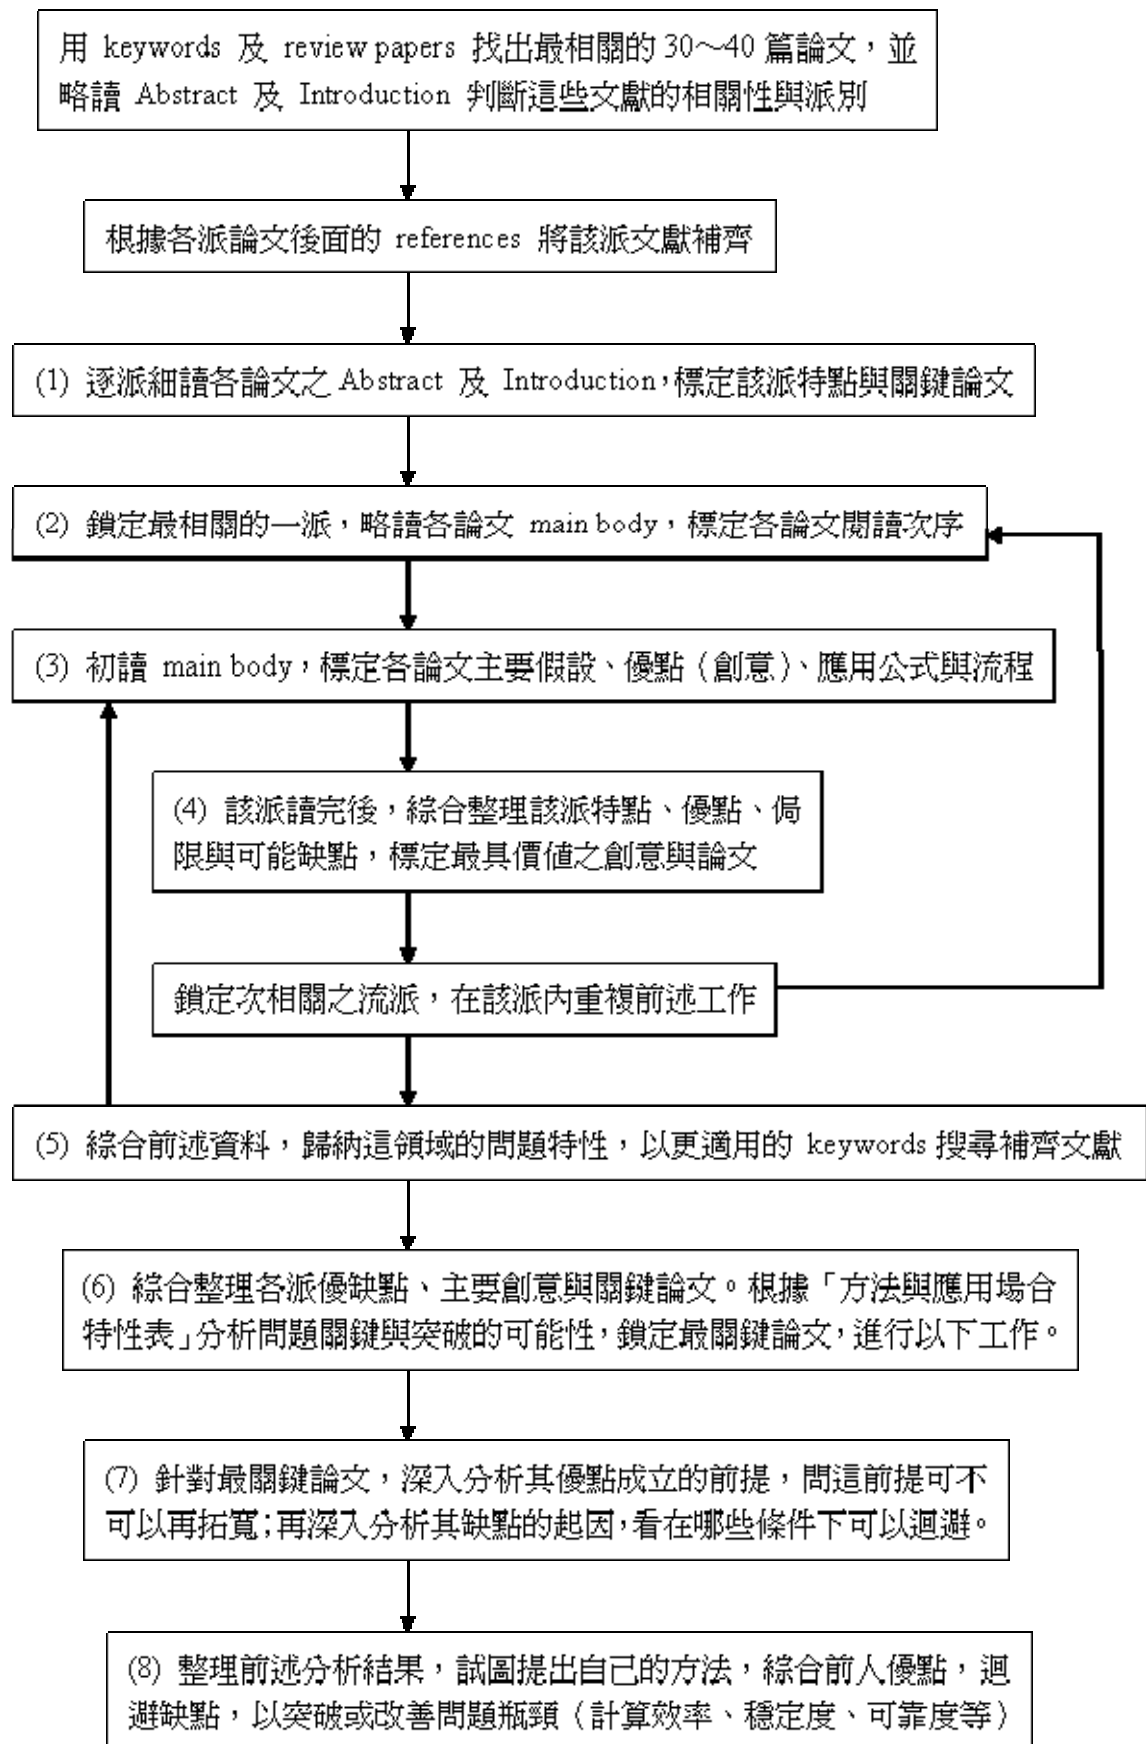 用 keywords 及 review papers 找出最相關的 30～40 篇論文，並
略讀 Abstract 及 Introduction 判斷這些文獻的相關性與派別
根據各派論文後面的 references 將該派文獻補齊
(1) 逐派細讀各論文之 Abstract 及 Introduction，標定該派特點與關鍵論文
(2) 鎖定最相關的一派，略讀各論文 main body，標定各論文閱讀次序
(3) 初讀 main body，標定各論文主要假設、優點（創意）、應用公式與流程
(4) 該派讀完後，綜合整理該派特點、優點、侷
限與可能缺點，標定最具價值之創意與論文
鎖定次相關之流派，在該派內重複前述工作
(5) 綜合前述資料，歸納這領域的問題特性，以更適用的 keywords 搜尋補齊文獻
(6) 綜合整理各派優缺點、主要創意與關鍵論文。根據「方法與應用場合
特性表」分析問題關鍵與突破的可能性，鎖定最關鍵論文，進行以下工作。
(7) 針對最關鍵論文，深入分析其優點成立的前提，問這前提可不
可以再拓寬；再深入分析其缺點的起因，看在哪些條件下可以迴避。
(8) 整理前述分析結果，試圖提出自己的方法，綜合前人優點，迴
避缺點，以突破或改善問題瓶頸（計算效率、穩定度、可靠度等）